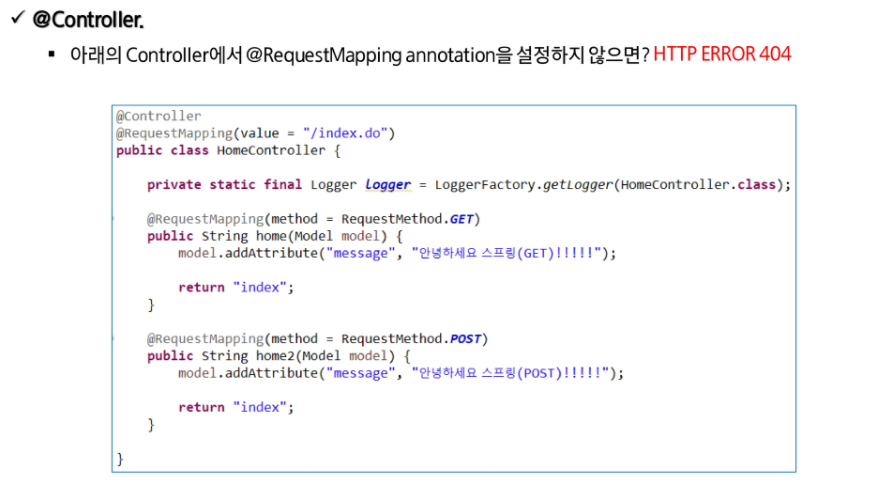 ✓ @Controller.
▪ 아래의 Controller에서 @RequestMapping annotation을 설정하지 않으면? HTTP ERROR 404
@Controller
@RequestMapping(value = "/index.do")
public class HomeController {
private static final Logger logger = LoggerFactory.getLogger(HomeController.class);
@RequestMapping(method = RequestMethod.GET)
public String home(Model model) {
model.addAttribute("message", "안녕하세요 스프링(GET)!!!!!");
return "index";
}
@RequestMapping(method = RequestMethod.POST)
public String home2(Model model) {
model.addAttribute("message", "안녕하세요 스프링(POST)!!!!!");
return "index";
}
}